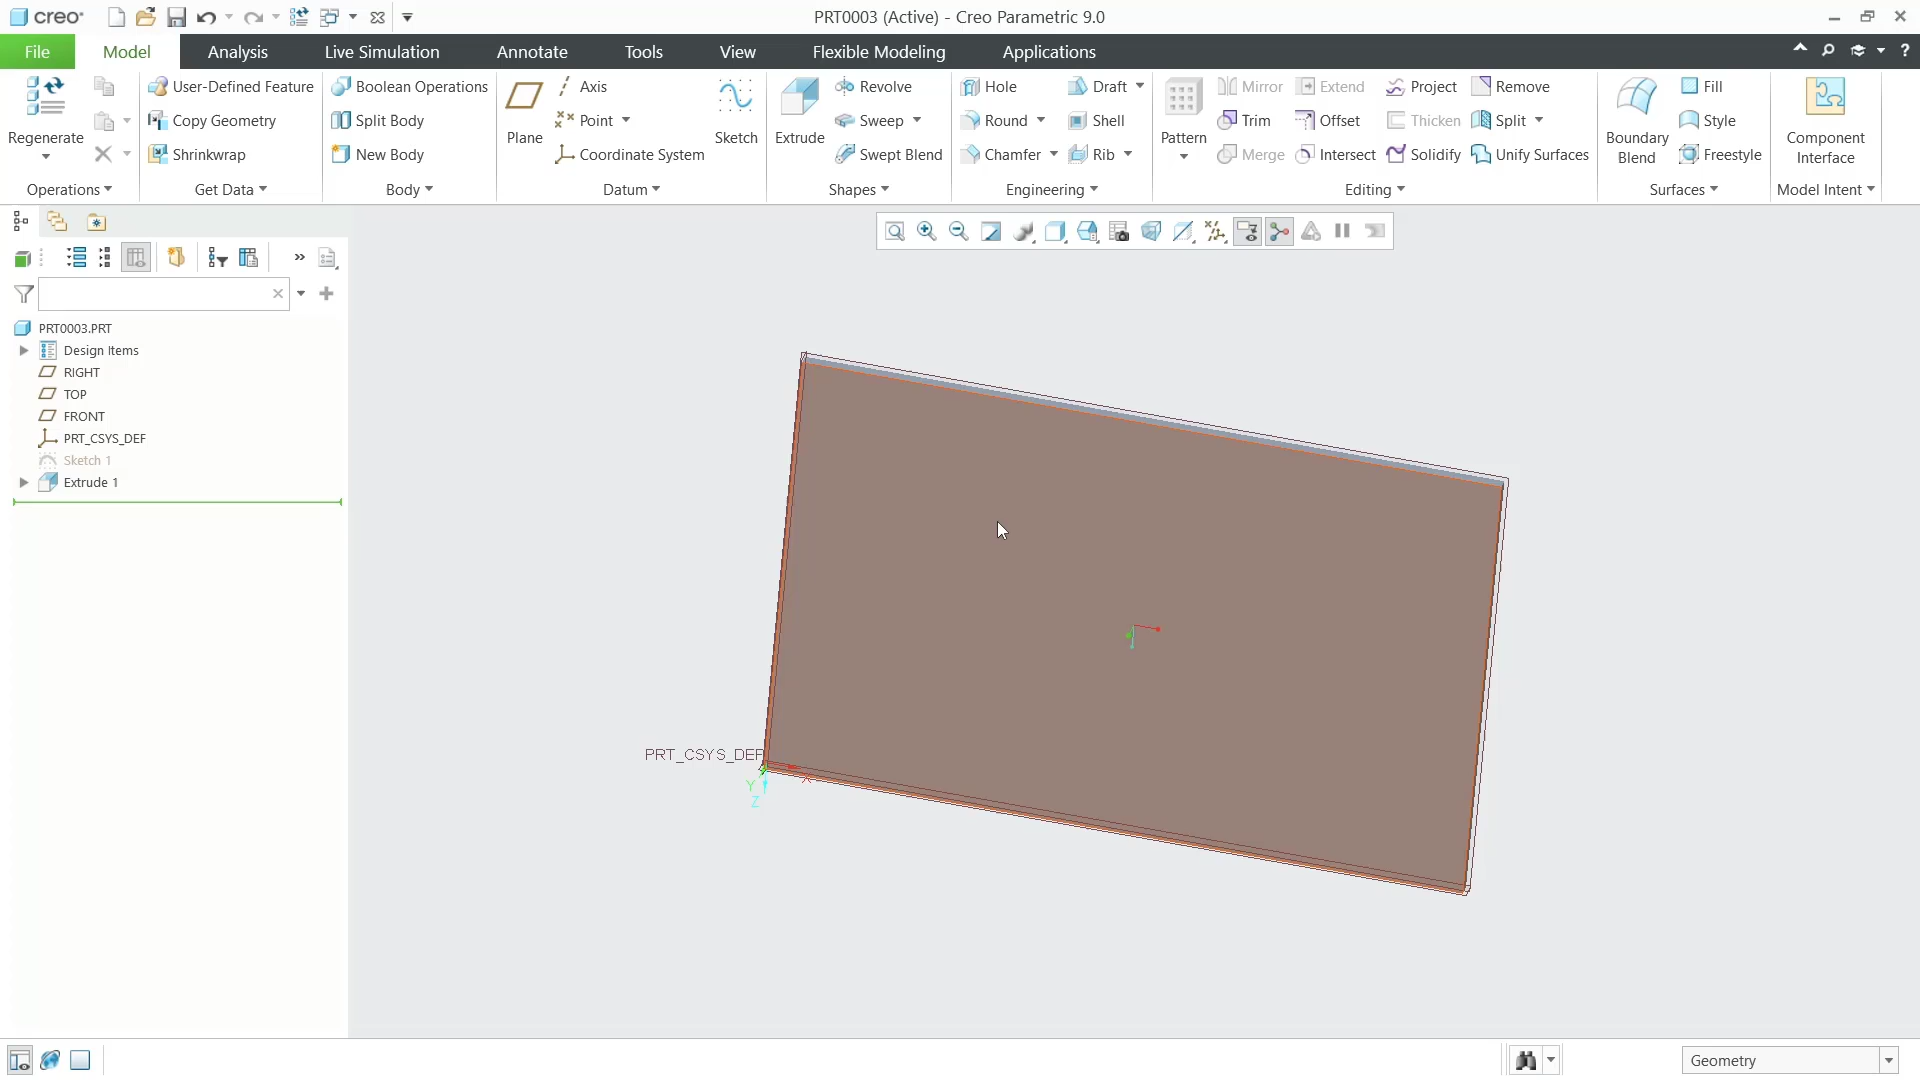 creo
PRT0003 (Active) - Creo Parametric 9.0
File Model Analysis Live Simulation Annotate Tools View Flexible Modeling Applications
Regenerate
Operations
User-Defined Feature
Copy Geometry
Shrinkwrap
Get Data
Boolean Operations
Split Body
New Body
Body
Plane
Axis
Point
Coordinate System
Sketch
Datum
Extrude
Revolve
Sweep
Swept Blend
Shapes
Hole
Round
Chamfer
Draft
Shell
Rib
Engineering
Pattern
Mirror
Trim
Merge
Extend
Offset
Intersect
Project
Thicken
Solidify
Remove
Split
Unify Surfaces
Editing
Boundary
Blend
Fill
Style
Freestyle
Surfaces
Component
Interface
Model Intent
PRT0003.PRT
Design Items
RIGHT
TOP
FRONT
PRT_CSYS_DEF
Sketch 1
Extrude 1
PRT_CSYS_DEF
X
Y
Z
Geometry